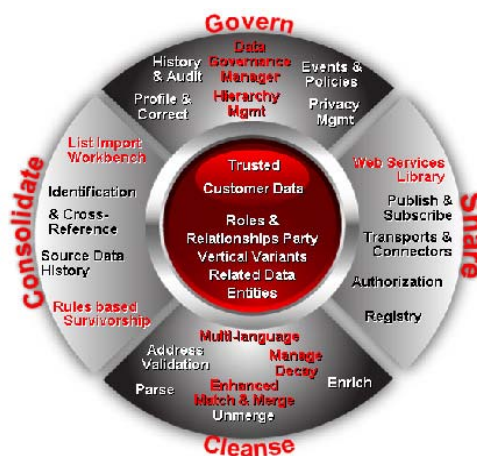 Govern
History
& Audit
Data
Governance
Manager
Events &
Policies
Profile &
Correct
Hierarchy
Mgmt
Privacy
Mgmt
Consolidate
List Import
Workbench
Identification
& Cross-
Reference
Source Data
History
Rules based
Survivorship
Trusted
Customer Data
Roles &
Relationships Party
Vertical Variants
Related Data
Entities
Share
Web Services
Library
Publish &
Subscribe
Transports &
Connectors
Authorization
Registry
Multi-language
Address
Validation
Manage
Decay
Parse
Enhanced
Match & Merge
Unmerge
Enrich
Cleanse